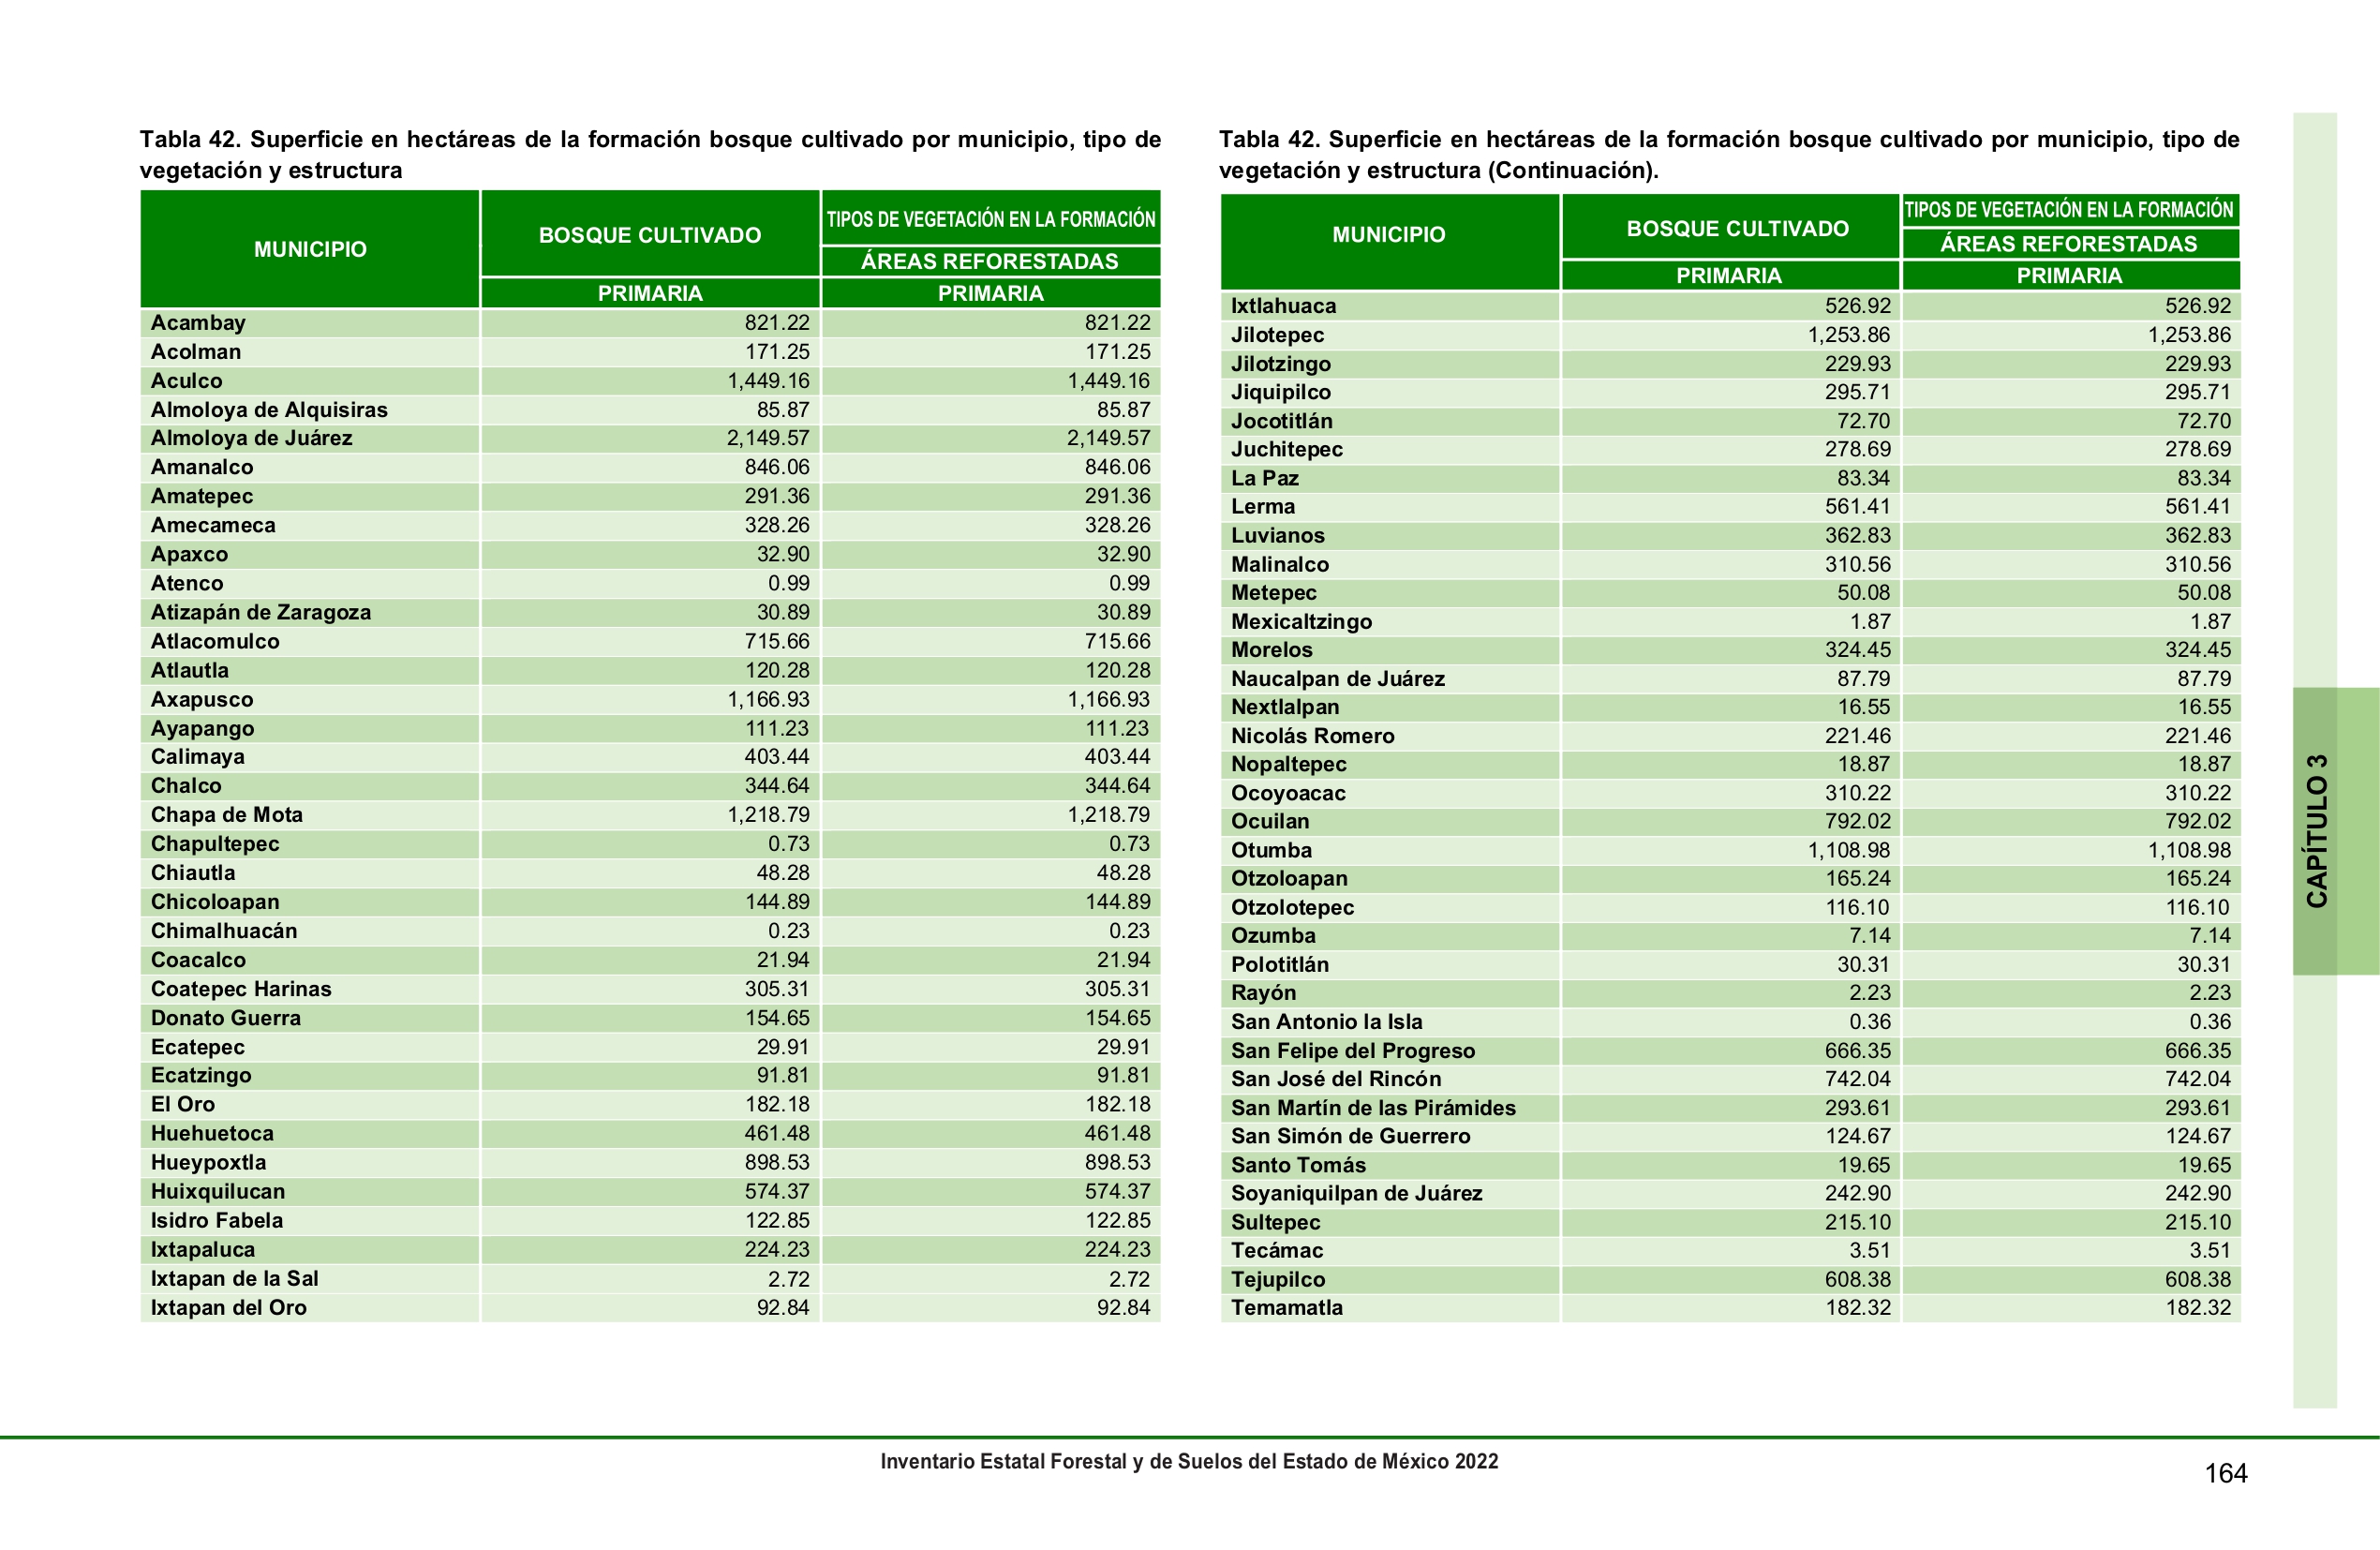 Tabla 42. Superficie en hectáreas de la formación bosque cultivado por municipio, tipo de
vegetación y estructura
MUNICIPIO BOSQUE CULTIVADO TIPOS DE VEGETACIÓN EN LA FORMACIÓN
ÁREAS REFORESTADAS
PRIMARIA PRIMARIA
Acambay 821.22 821.22
Acolman 171.25 171.25
Aculco 1,449.16 1,449.16
Almoloya de Alquisiras 85.87 85.87
Almoloya de Juárez 2,149.57 2,149.57
Amanalco 846.06 846.06
Amatepec 291.36 291.36
Amecameca 328.26 328.26
Apaxco 32.90 32.90
Atenco 0.99 0.99
Atizapán de Zaragoza 30.89 30.89
Atlacomulco 715.66 715.66
Atlautla 120.28 120.28
Axapusco 1,166.93 1,166.93
Ayapango 111.23 111.23
Calimaya 403.44 403.44
Chalco 344.64 344.64
Chapa de Mota 1,218.79 1,218.79
Chapultepec 0.73 0.73
Chiautla 48.28 48.28
Chicoloapan 144.89 144.89
Chimalhuacán 0.23 0.23
Coacalco 21.94 21.94
Coatepec Harinas 305.31 305.31
Donato Guerra 154.65 154.65
Ecatepec 29.91 29.91
Ecatzingo 91.81 91.81
El Oro 182.18 182.18
Huehuetoca 461.48 461.48
Hueypoxtla 898.53 898.53
Huixquilucan 574.37 574.37
Isidro Fabela 122.85 122.85
Ixtapaluca 224.23 224.23
Ixtapan de la Sal 2.72 2.72
Ixtapan del Oro 92.84 92.84
Tabla 42. Superficie en hectáreas de la formación bosque cultivado por municipio, tipo de
vegetación y estructura (Continuación).
MUNICIPIO BOSQUE CULTIVADO TIPOS DE VEGETACIÓN EN LA FORMACIÓN
ÁREAS REFORESTADAS
PRIMARIA PRIMARIA
Ixtlahuaca 526.92 526.92
Jilotepec 1,253.86 1,253.86
Jilotzingo 229.93 229.93
Jiquipilco 295.71 295.71
Jocotitlán 72.70 72.70
Juchitepec 278.69 278.69
La Paz 83.34 83.34
Lerma 561.41 561.41
Luvianos 362.83 362.83
Malinalco 310.56 310.56
Metepec 50.08 50.08
Mexicaltzingo 1.87 1.87
Morelos 324.45 324.45
Naucalpan de Juárez 87.79 87.79
Nextlalpan 16.55 16.55
Nicolás Romero 221.46 221.46
Nopaltepec 18.87 18.87
Ocoyoacac 310.22 310.22
Ocuilan 792.02 792.02
Otumba 1,108.98 1,108.98
Otzoloapan 165.24 165.24
Otzolotepec 116.10 116.10
Ozumba 7.14 7.14
Polotitlán 30.31 30.31
Rayón 2.23 2.23
San Antonio la Isla 0.36 0.36
San Felipe del Progreso 666.35 666.35
San José del Rincón 742.04 742.04
San Martín de las Pirámides 293.61 293.61
San Simón de Guerrero 124.67 124.67
Santo Tomás 19.65 19.65
Soyaniquilpan de Juárez 242.90 242.90
Sultepec 215.10 215.10
Tecámac 3.51 3.51
Tejupilco 608.38 608.38
Temamatla 182.32 182.32
CAPÍTULO 3
Inventario Estatal Forestal y de Suelos del Estado de México 2022
164